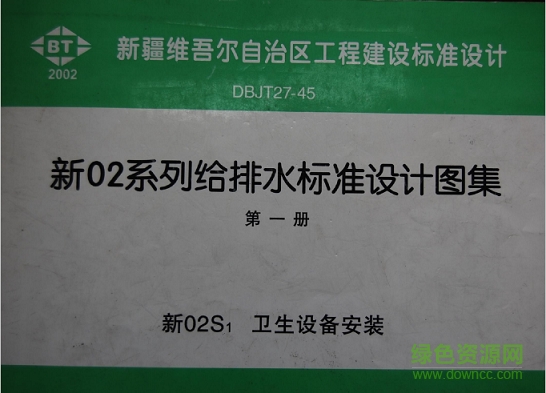 BT
2002
新疆维吾尔自治区工程建设标准设计
DBJT27-45
新02系列给排水标准设计图集
第一册
新02S1 卫生设备安装
绿色资源网
www.downcc.com